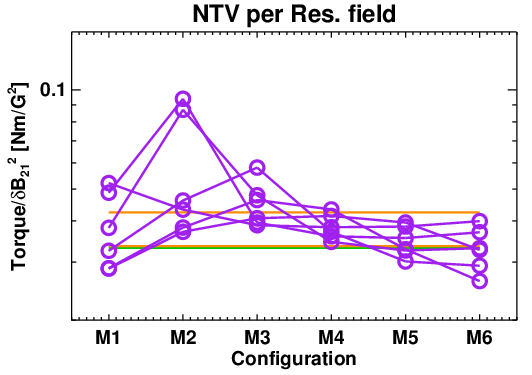 NTV per Res. field
Torque/δB₂₁² [Nm/G²]
0.1
M1 M2 M3 M4 M5 M6
Configuration